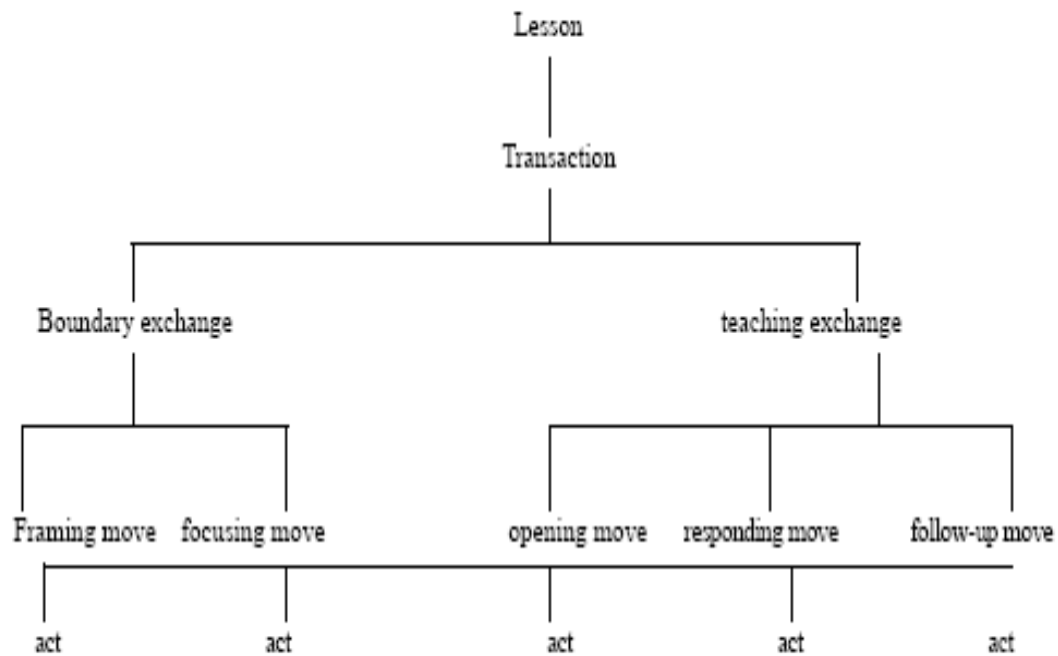 Lesson
Transaction
Boundary exchange teaching exchange
Framing move focusing move opening move responding move follow-up move
act act act act act